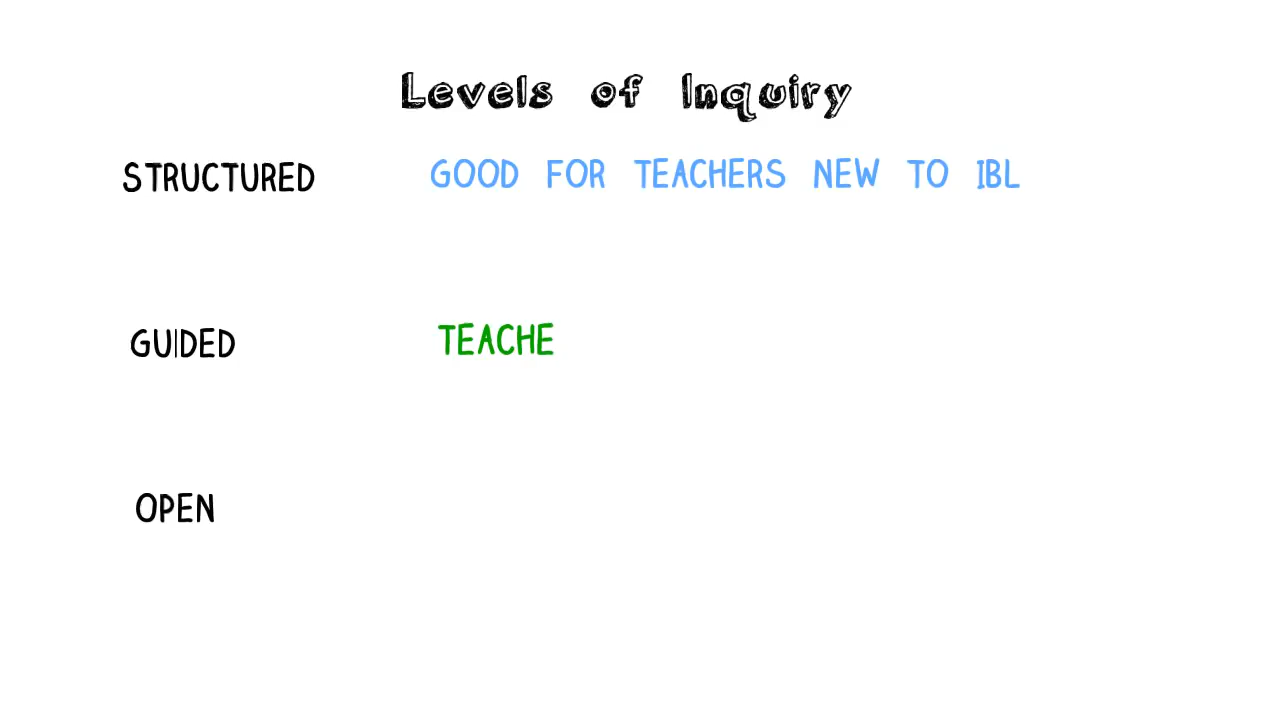 Levels of Inquiry
STRUCTURED GOOD FOR TEACHERS NEW TO IBL
GUIDED TEACHE
OPEN